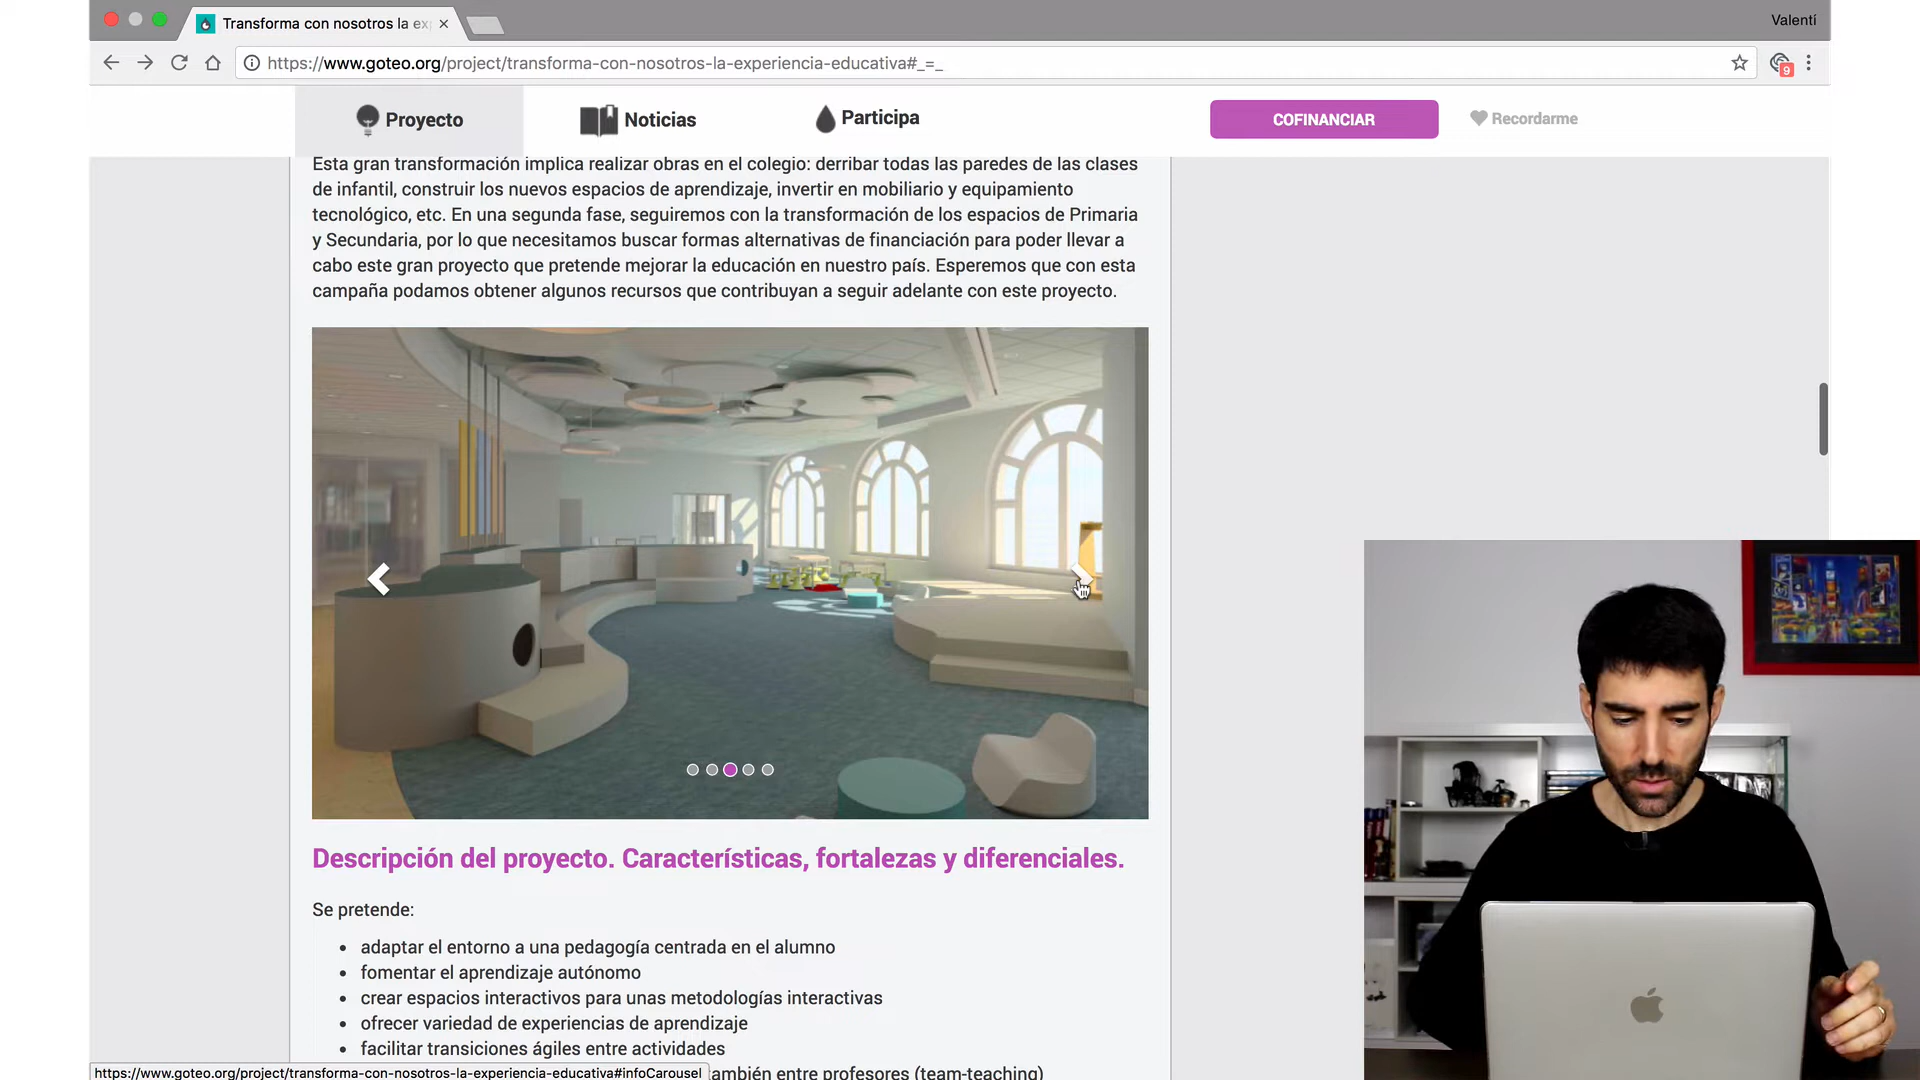 Transforma con nosotros la ex
Valentí
https://www.goteo.org/project/transforma-con-nosotros-la-experiencia-educativa#_=_
9
Proyecto
Noticias
Participa
COFINANCIAR
Recordarme
Esta gran transformación implica realizar obras en el colegio: derribar todas las paredes de las clases
de infantil, construir los nuevos espacios de aprendizaje, invertir en mobiliario y equipamiento
tecnológico, etc. En una segunda fase, seguiremos con la transformación de los espacios de Primaria
y Secundaria, por lo que necesitamos buscar formas alternativas de financiación para poder llevar a
cabo este gran proyecto que pretende mejorar la educación en nuestro país. Esperemos que con esta
campaña podamos obtener algunos recursos que contribuyan a seguir adelante con este proyecto.
Descripción del proyecto. Características, fortalezas y diferenciales.
Se pretende:
• adaptar el entorno a una pedagogía centrada en el alumno
• fomentar el aprendizaje autónomo
• crear espacios interactivos para unas metodologías interactivas
• ofrecer variedad de experiencias de aprendizaje
• facilitar transiciones ágiles entre actividades
ambién entre profesores (team-teaching)
https://www.goteo.org/project/transforma-con-nosotros-la-experiencia-educativa#infoCarousel